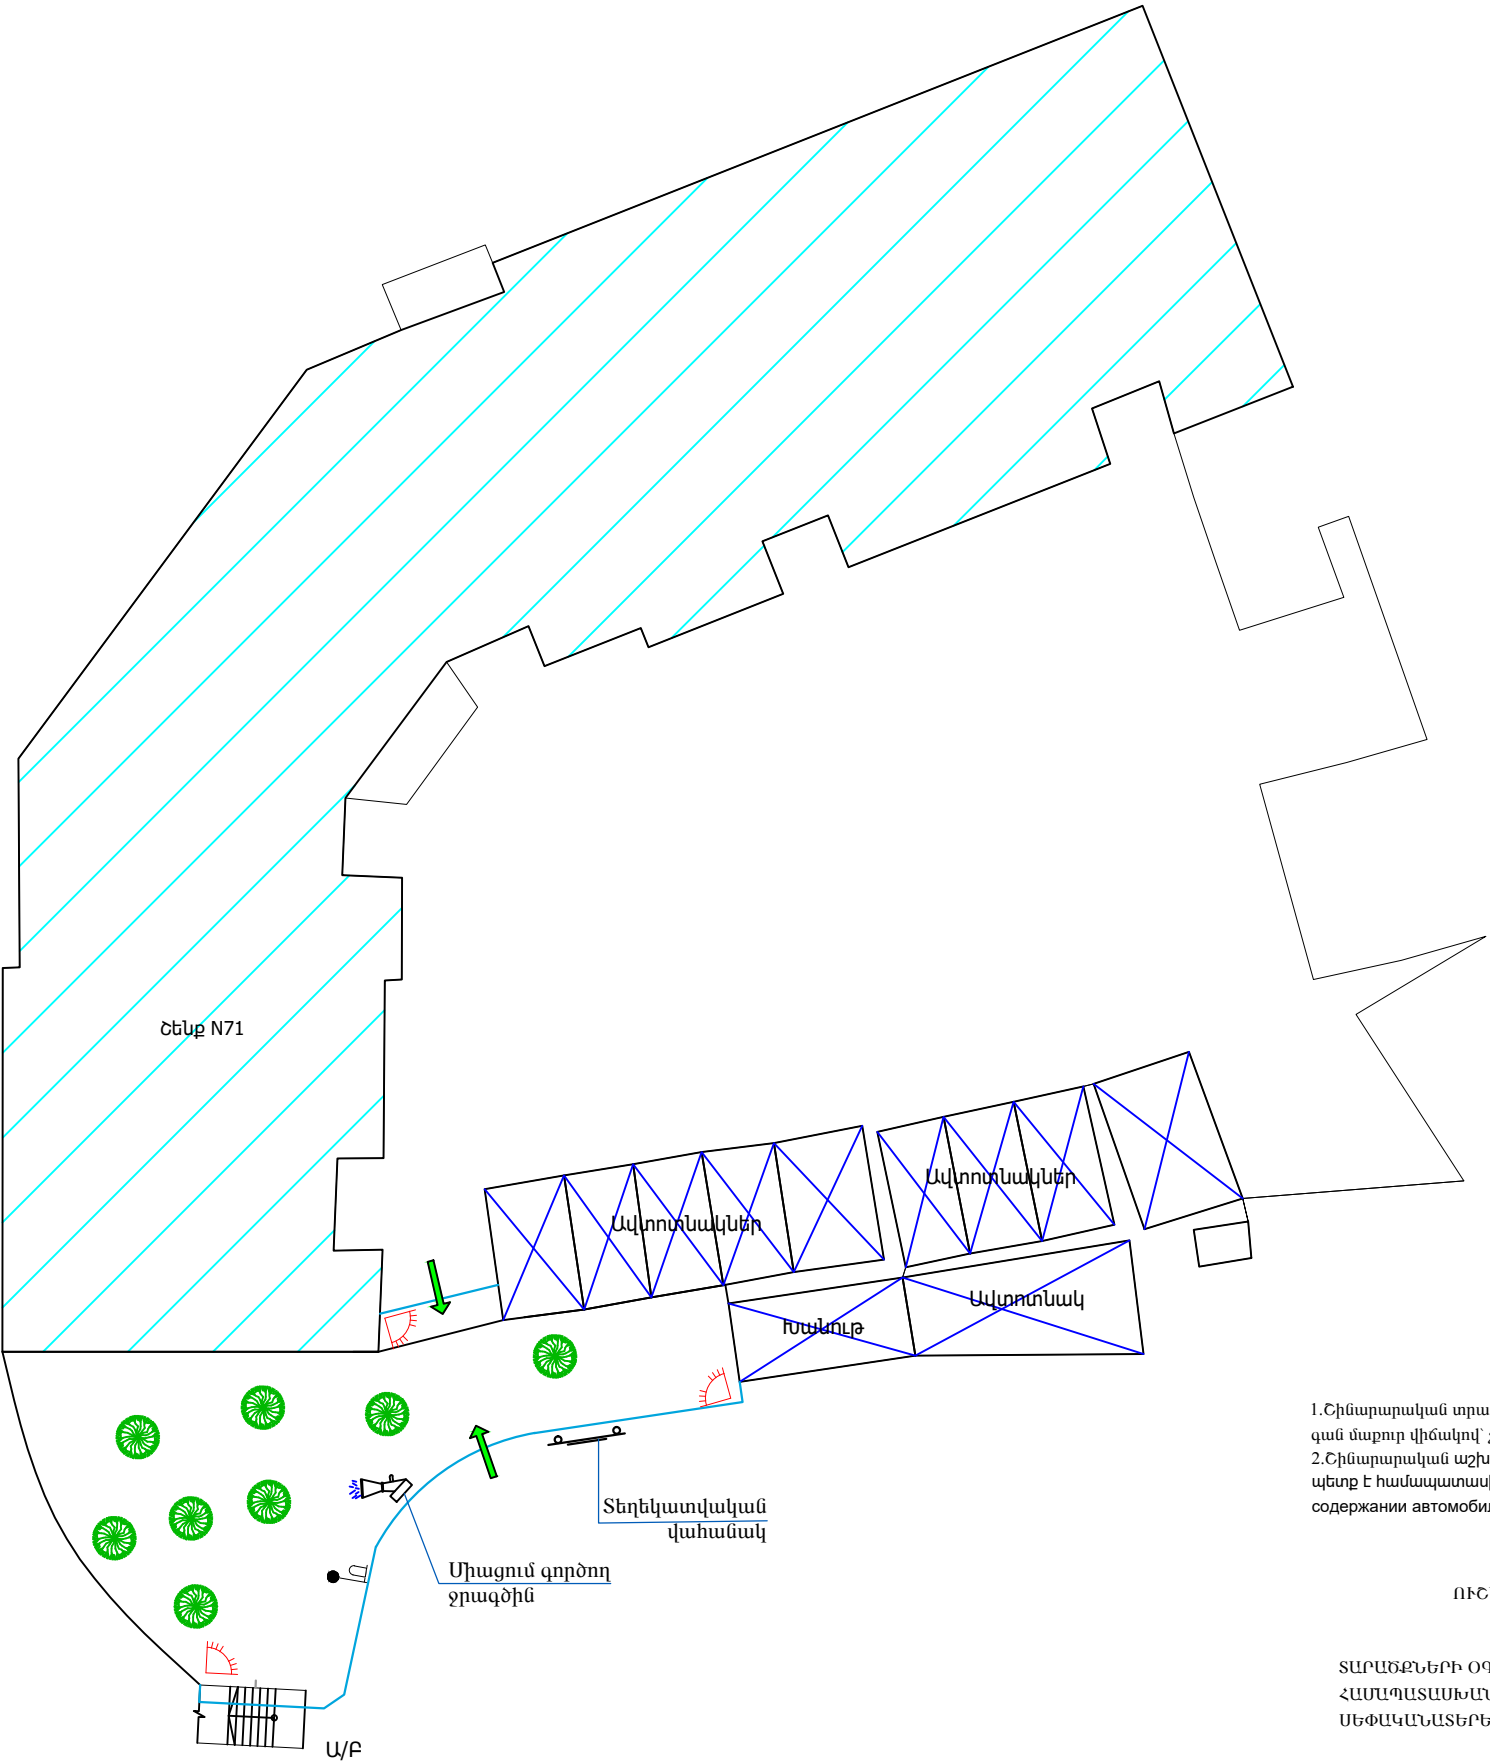 Շենք N71
Ավտոտնակներ
Ավտոտնակներ
Ավտոտնակ
Խանութ
Տեղեկատվական
վահանակ
Միացում գործող
ջրագծին
Ա/Բ
1.Շինարարական տրա
գան մաքուր վիճակով՝
2.Շինարարական աշխ
պետք է համապատասխ
содержании автомобил
ՈՒՇ
ՏԱՐԱԾՔՆԵՐԻ ՕԳ
ՀԱՄԱՊԱՏԱՍԽԱՆ
ՍԵՓԱԿԱՆԱՏԵՐԵ